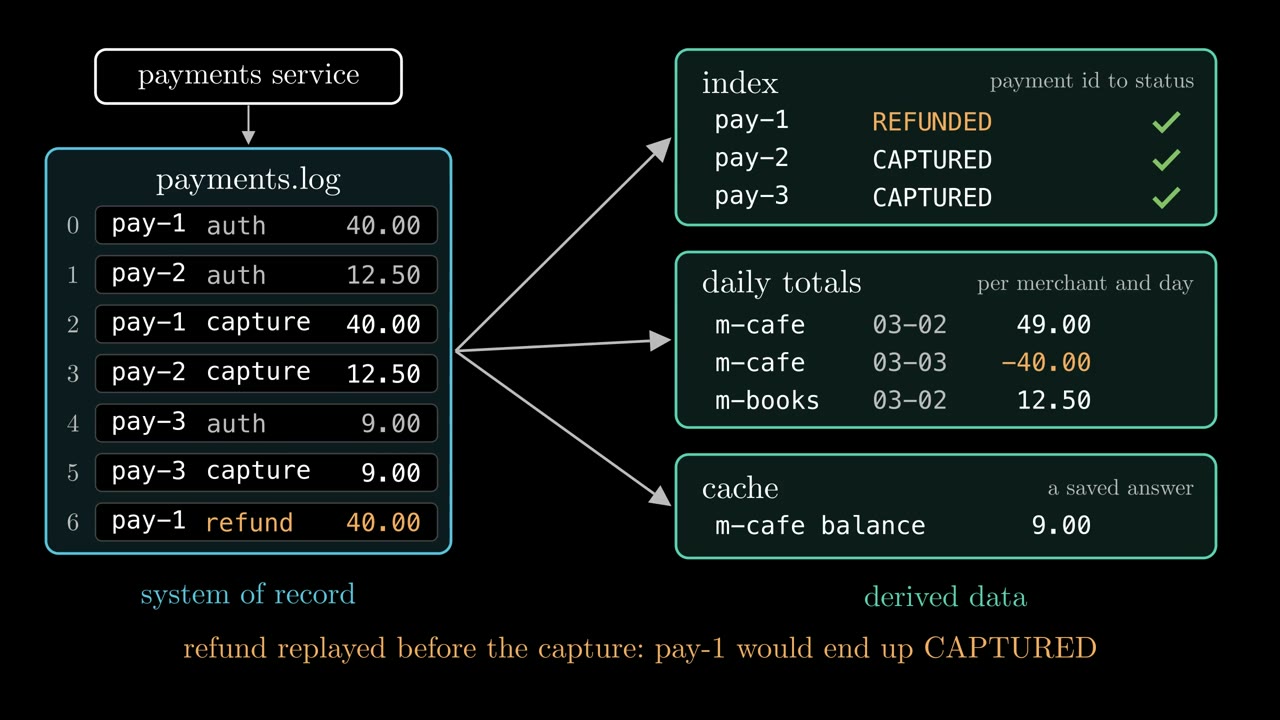 payments service
payments.log
0 pay-1 auth 40.00
1 pay-2 auth 12.50
2 pay-1 capture 40.00
3 pay-2 capture 12.50
4 pay-3 auth 9.00
5 pay-3 capture 9.00
6 pay-1 refund 40.00
system of record
index payment id to status
pay-1 REFUNDED
pay-2 CAPTURED
pay-3 CAPTURED
daily totals per merchant and day
m-cafe 03-02 49.00
m-cafe 03-03 -40.00
m-books 03-02 12.50
cache a saved answer
m-cafe balance 9.00
derived data
refund replayed before the capture: pay-1 would end up CAPTURED